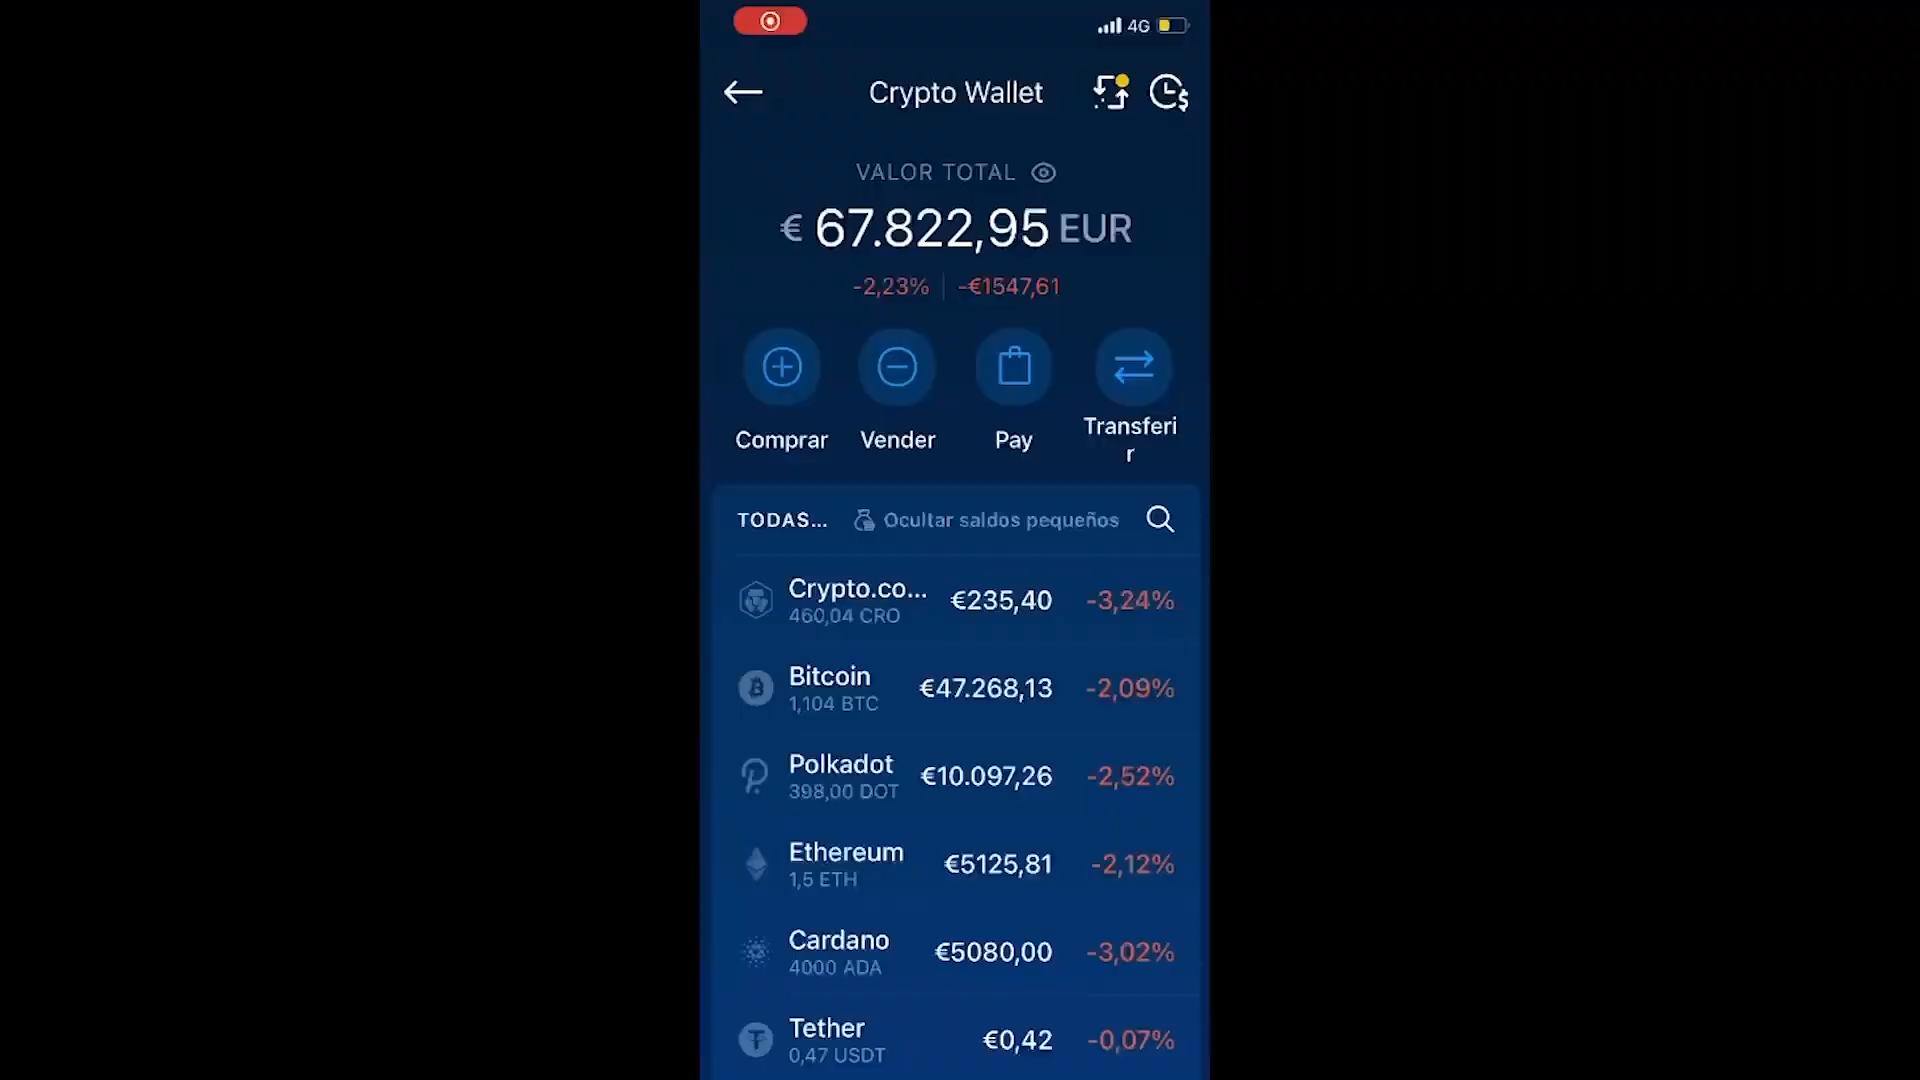 4G
Crypto Wallet
VALOR TOTAL
€ 67.822,95 EUR
-2,23% -€1547,61
Comprar Vender Pay Transferi
r
TODAS... Ocultar saldos pequeños
Crypto.co... €235,40 -3,24%
460,04 CRO
Bitcoin €47.268,13 -2,09%
1,104 BTC
Polkadot €10.097,26 -2,52%
398,00 DOT
Ethereum €5125,81 -2,12%
1,5 ETH
Cardano €5080,00 -3,02%
4000 ADA
Tether €0,42 -0,07%
0,47 USDT